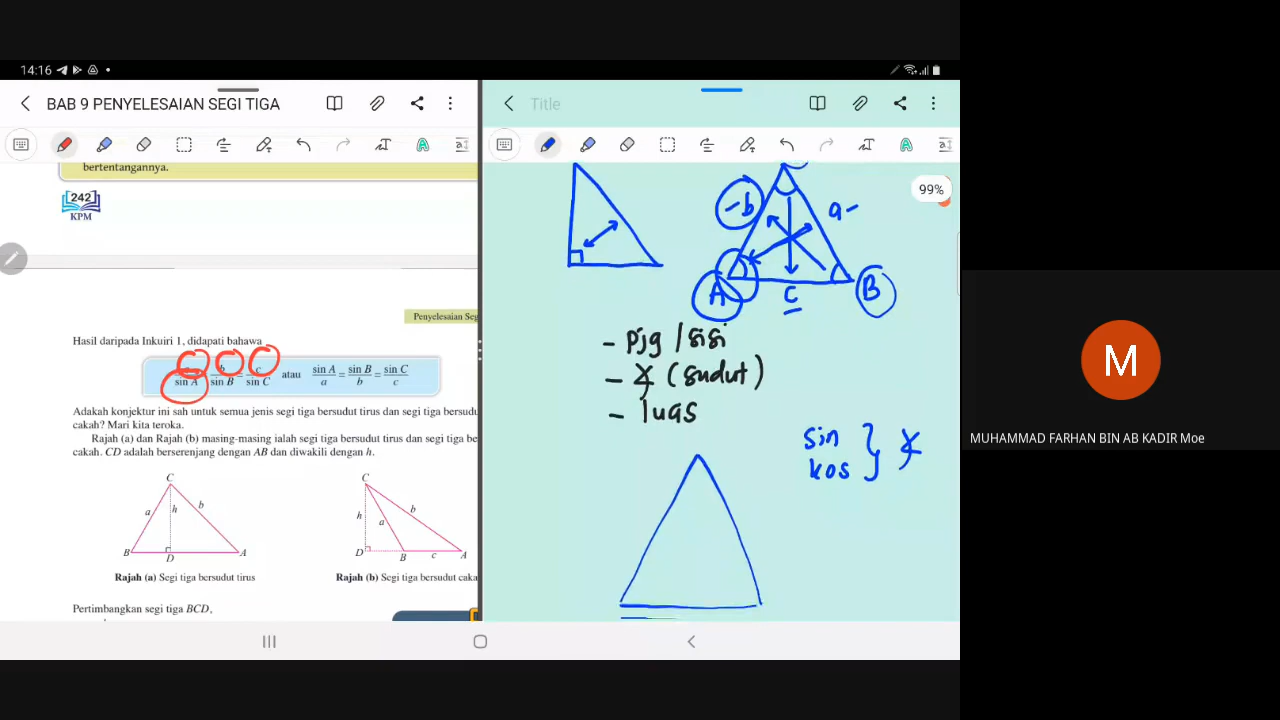 14:16
BAB 9 PENYELESAIAN SEGI TIGA
bertentangannya.
242
KPM
Penyelesaian Seg
Hasil daripada Inkuiri 1, didapati bahawa
a/sin A = b/sin B = c/sin C atau sin A/a = sin B/b = sin C/c
Adakah konjektur ini sah untuk semua jenis segi tiga bersudut tirus dan segi tiga bersudu
cakah? Mari kita teroka.
Rajah (a) dan Rajah (b) masing-masing ialah segi tiga bersudut tirus dan segi tiga be
cakah. CD adalah berserenjang dengan AB dan diwakili dengan h.
C
a h b
B D A
Rajah (a) Segi tiga bersudut tirus
C
h a b
D B c A
Rajah (b) Segi tiga bersudut caka
Pertimbangkan segi tiga BCD,
Title
99%
b
a
A
c
B
- pjg / sisi
- ∡ (sudut)
- luas
sin
kos
∡
M
MUHAMMAD FARHAN BIN AB KADIR Moe